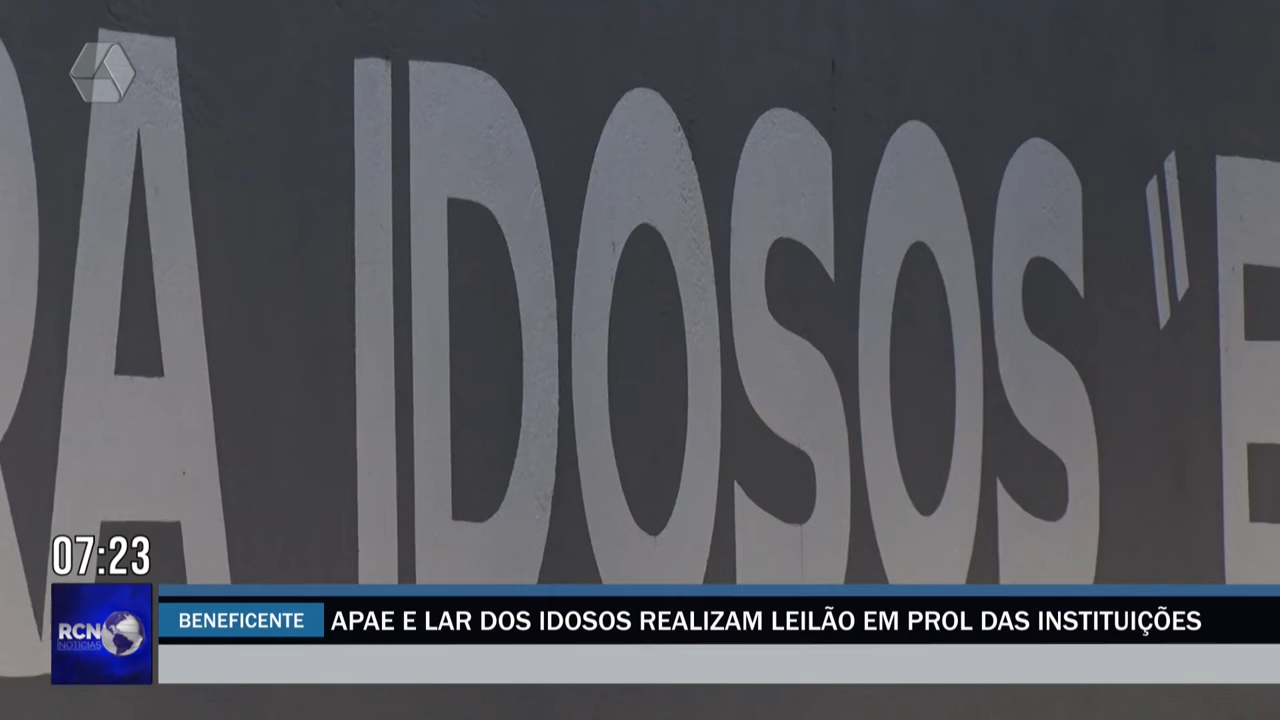 RA IDOSOS "E
07:23
RCN
NOTÍCIAS
BENEFICENTE
APAE E LAR DOS IDOSOS REALIZAM LEILÃO EM PROL DAS INSTITUIÇÕES